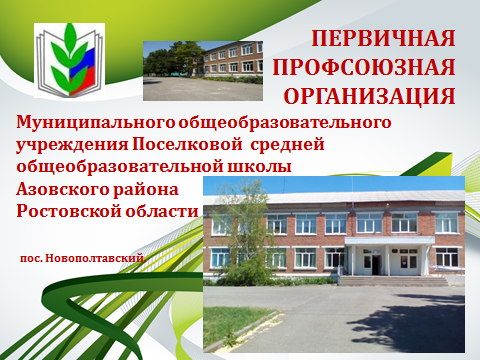 ПЕРВИЧНАЯ
ПРОФСОЮЗНАЯ
ОРГАНИЗАЦИЯ
Муниципального общеобразовательного
учреждения Поселковой средней
общеобразовательной школы
Азовского района
Ростовской области
пос. Новополтавский